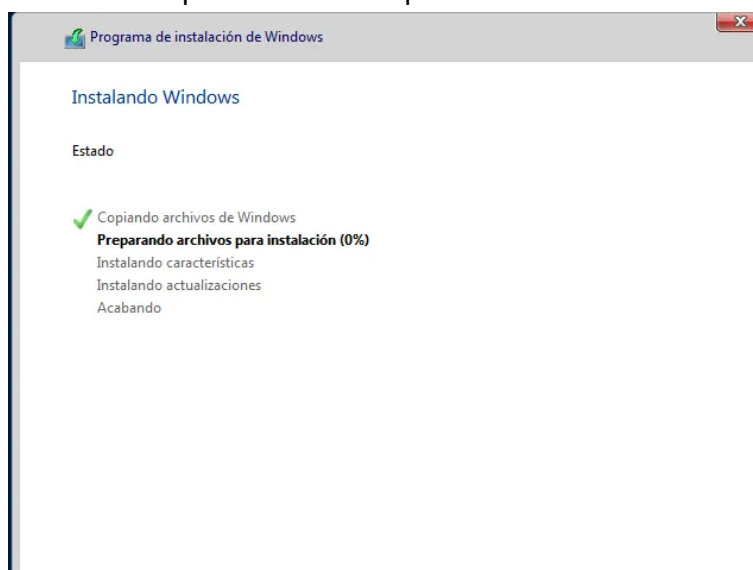 Programa de instalación de Windows
Instalando Windows
Estado
Copiando archivos de Windows
Preparando archivos para instalación (0%)
Instalando características
Instalando actualizaciones
Acabando